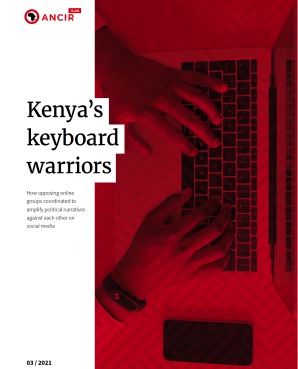 ANCIR
iLab
Kenya's
keyboard
warriors
How opposing online
groups coordinated to
amplify political narratives
against each other on
social media
03 / 2021